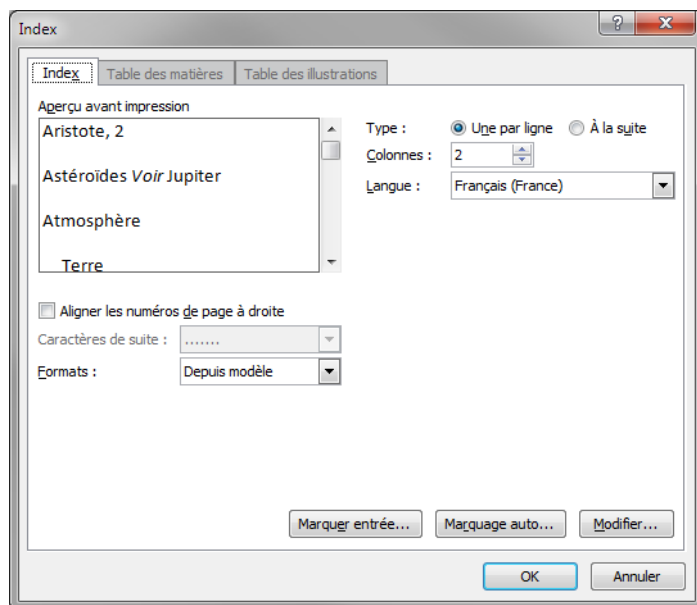 Index
Index Table des matières Table des illustrations
Aperçu avant impression
Aristote, 2
Astéroïdes Voir Jupiter
Atmosphère
Terre
Type : Une par ligne À la suite
Colonnes : 2
Langue : Français (France)
Aligner les numéros de page à droite
Caractères de suite : .......
Formats : Depuis modèle
Marquer entrée... Marquage auto... Modifier...
OK Annuler